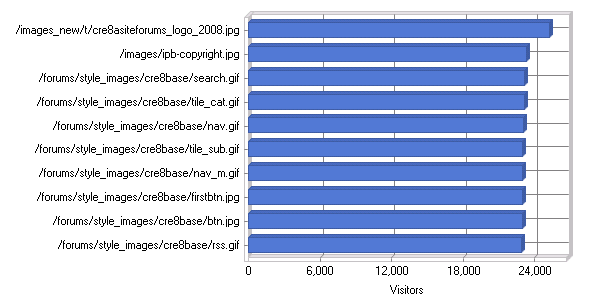 /images_new/t/cre8asiteforums_logo_2008.jpg
/images/ipb-copyright.jpg
/forums/style_images/cre8base/search.gif
/forums/style_images/cre8base/tile_cat.gif
/forums/style_images/cre8base/nav.gif
/forums/style_images/cre8base/tile_sub.gif
/forums/style_images/cre8base/nav_m.gif
/forums/style_images/cre8base/firstbtn.jpg
/forums/style_images/cre8base/btn.jpg
/forums/style_images/cre8base/rss.gif
0 6,000 12,000 18,000 24,000
Visitors